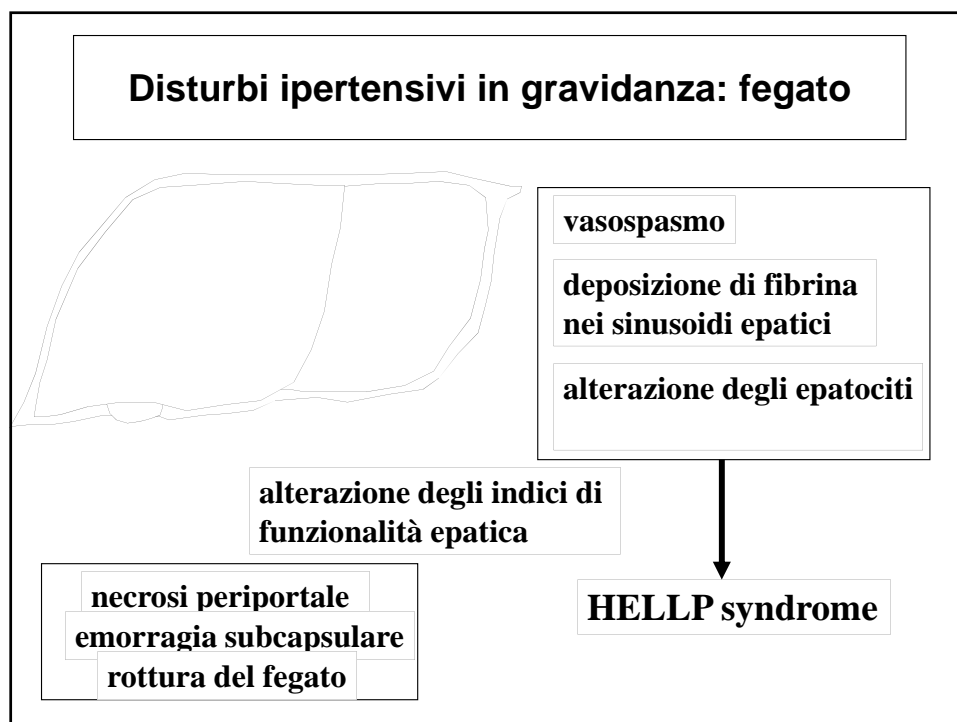 Disturbi ipertensivi in gravidanza: fegato
vasospasmo
deposizione di fibrina
nei sinusoidi epatici
alterazione degli epatociti
alterazione degli indici di
funzionalità epatica
necrosi periportale
emorragia subcapsulare
rottura del fegato
HELLP syndrome